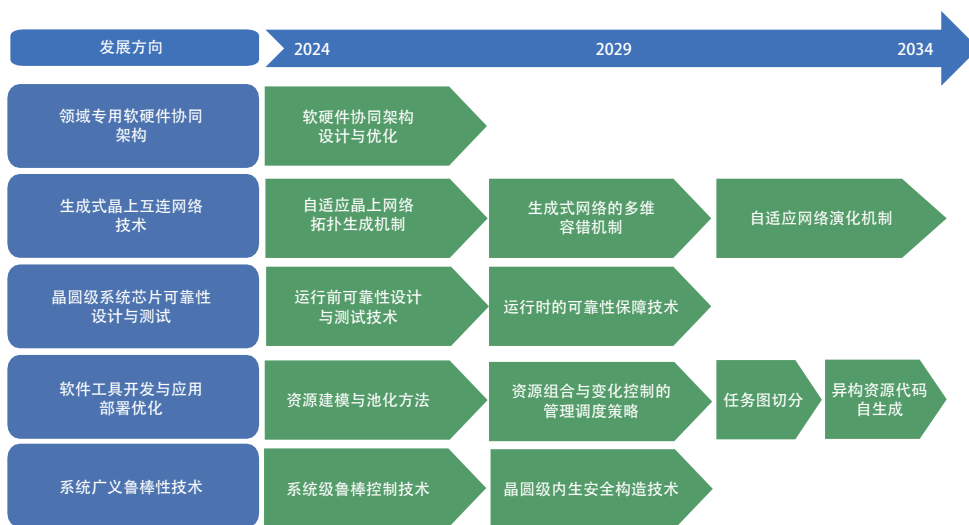 发展方向
2024
2029
2034
领域专用软硬件协同
架构
软硬件协同架构
设计与优化
生成式晶上互连网络
技术
自适应晶上网络
拓扑生成机制
生成式网络的多维
容错机制
自适应网络演化机制
晶圆级系统芯片可靠性
设计与测试
运行前可靠性设计
与测试技术
运行时的可靠性保障技术
软件工具开发与应用
部署优化
资源建模与池化方法
资源组合与变化控制的
管理调度策略
任务图切分
异构资源代码
自生成
系统广义鲁棒性技术
系统级鲁棒控制技术
晶圆级内生安全构造技术